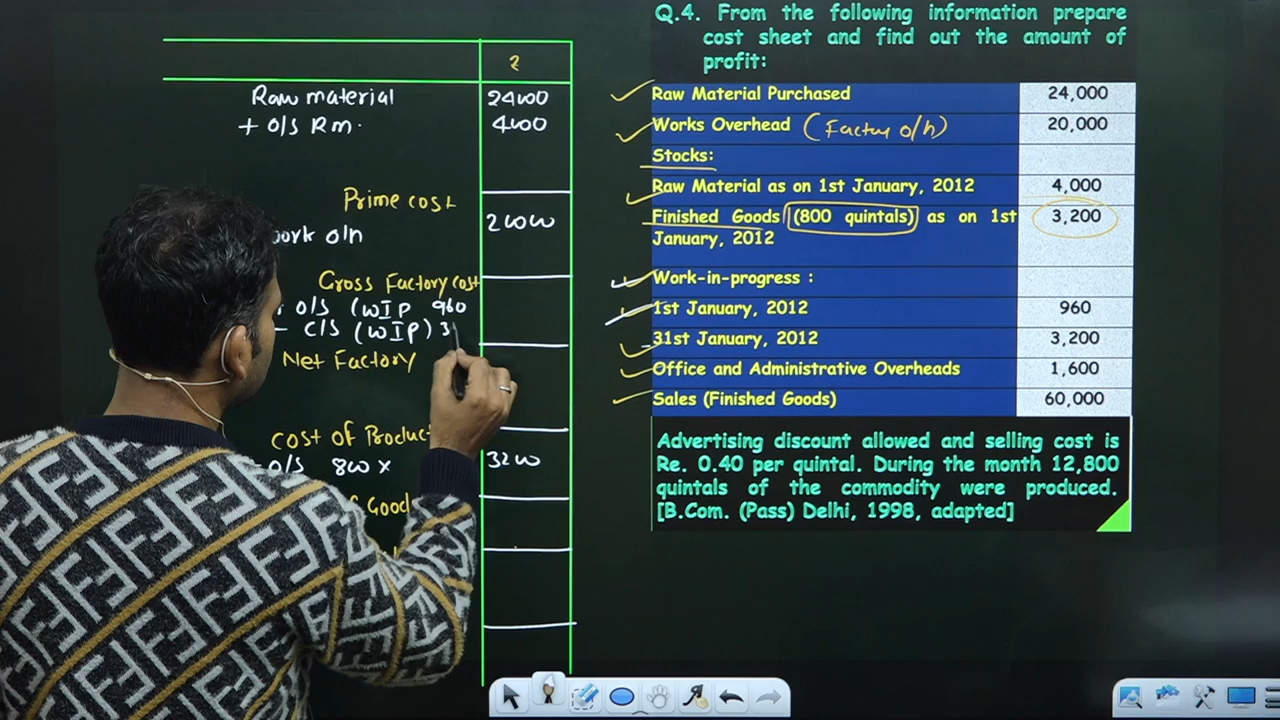 ₹
Raw material 24000
+ O/S Rm. 4000
Prime cost
work o/h 20000
Gross Factory cost
O/S (WIP 960
- C/S (WIP) 3
Net Factory
Cost of Product
O/S 800 × 3200
Good
Q.4. From the following information prepare
cost sheet and find out the amount of
profit:
Raw Material Purchased 24,000
Works Overhead (Factory o/h) 20,000
Stocks:
Raw Material as on 1st January, 2012 4,000
Finished Goods (800 quintals) as on 1st 3,200
January, 2012
Work-in-progress :
1st January, 2012 960
31st January, 2012 3,200
Office and Administrative Overheads 1,600
Sales (Finished Goods) 60,000
Advertising discount allowed and selling cost is
Re. 0.40 per quintal. During the month 12,800
quintals of the commodity were produced.
[B.Com. (Pass) Delhi, 1998, adapted]